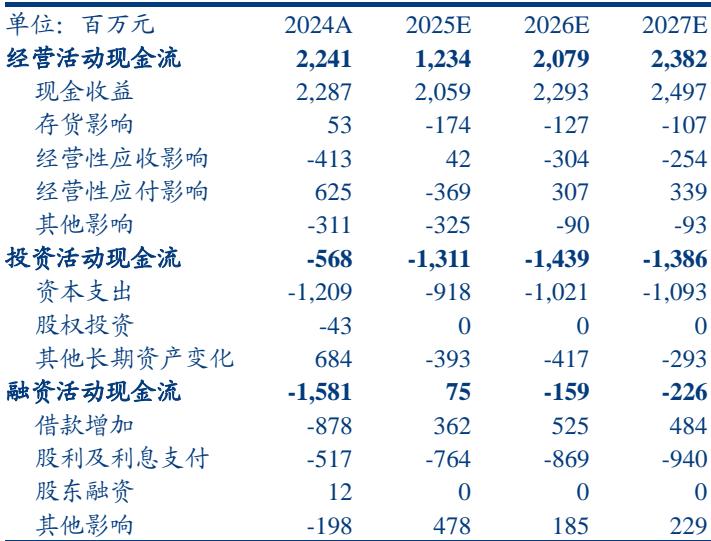 单位：百万元 2024A 2025E 2026E 2027E
经营活动现金流 2,241 1,234 2,079 2,382
现金收益 2,287 2,059 2,293 2,497
存货影响 53 -174 -127 -107
经营性应收影响 -413 42 -304 -254
经营性应付影响 625 -369 307 339
其他影响 -311 -325 -90 -93
投资活动现金流 -568 -1,311 -1,439 -1,386
资本支出 -1,209 -918 -1,021 -1,093
股权投资 -43 0 0 0
其他长期资产变化 684 -393 -417 -293
融资活动现金流 -1,581 75 -159 -226
借款增加 -878 362 525 484
股利及利息支付 -517 -764 -869 -940
股东融资 12 0 0 0
其他影响 -198 478 185 229